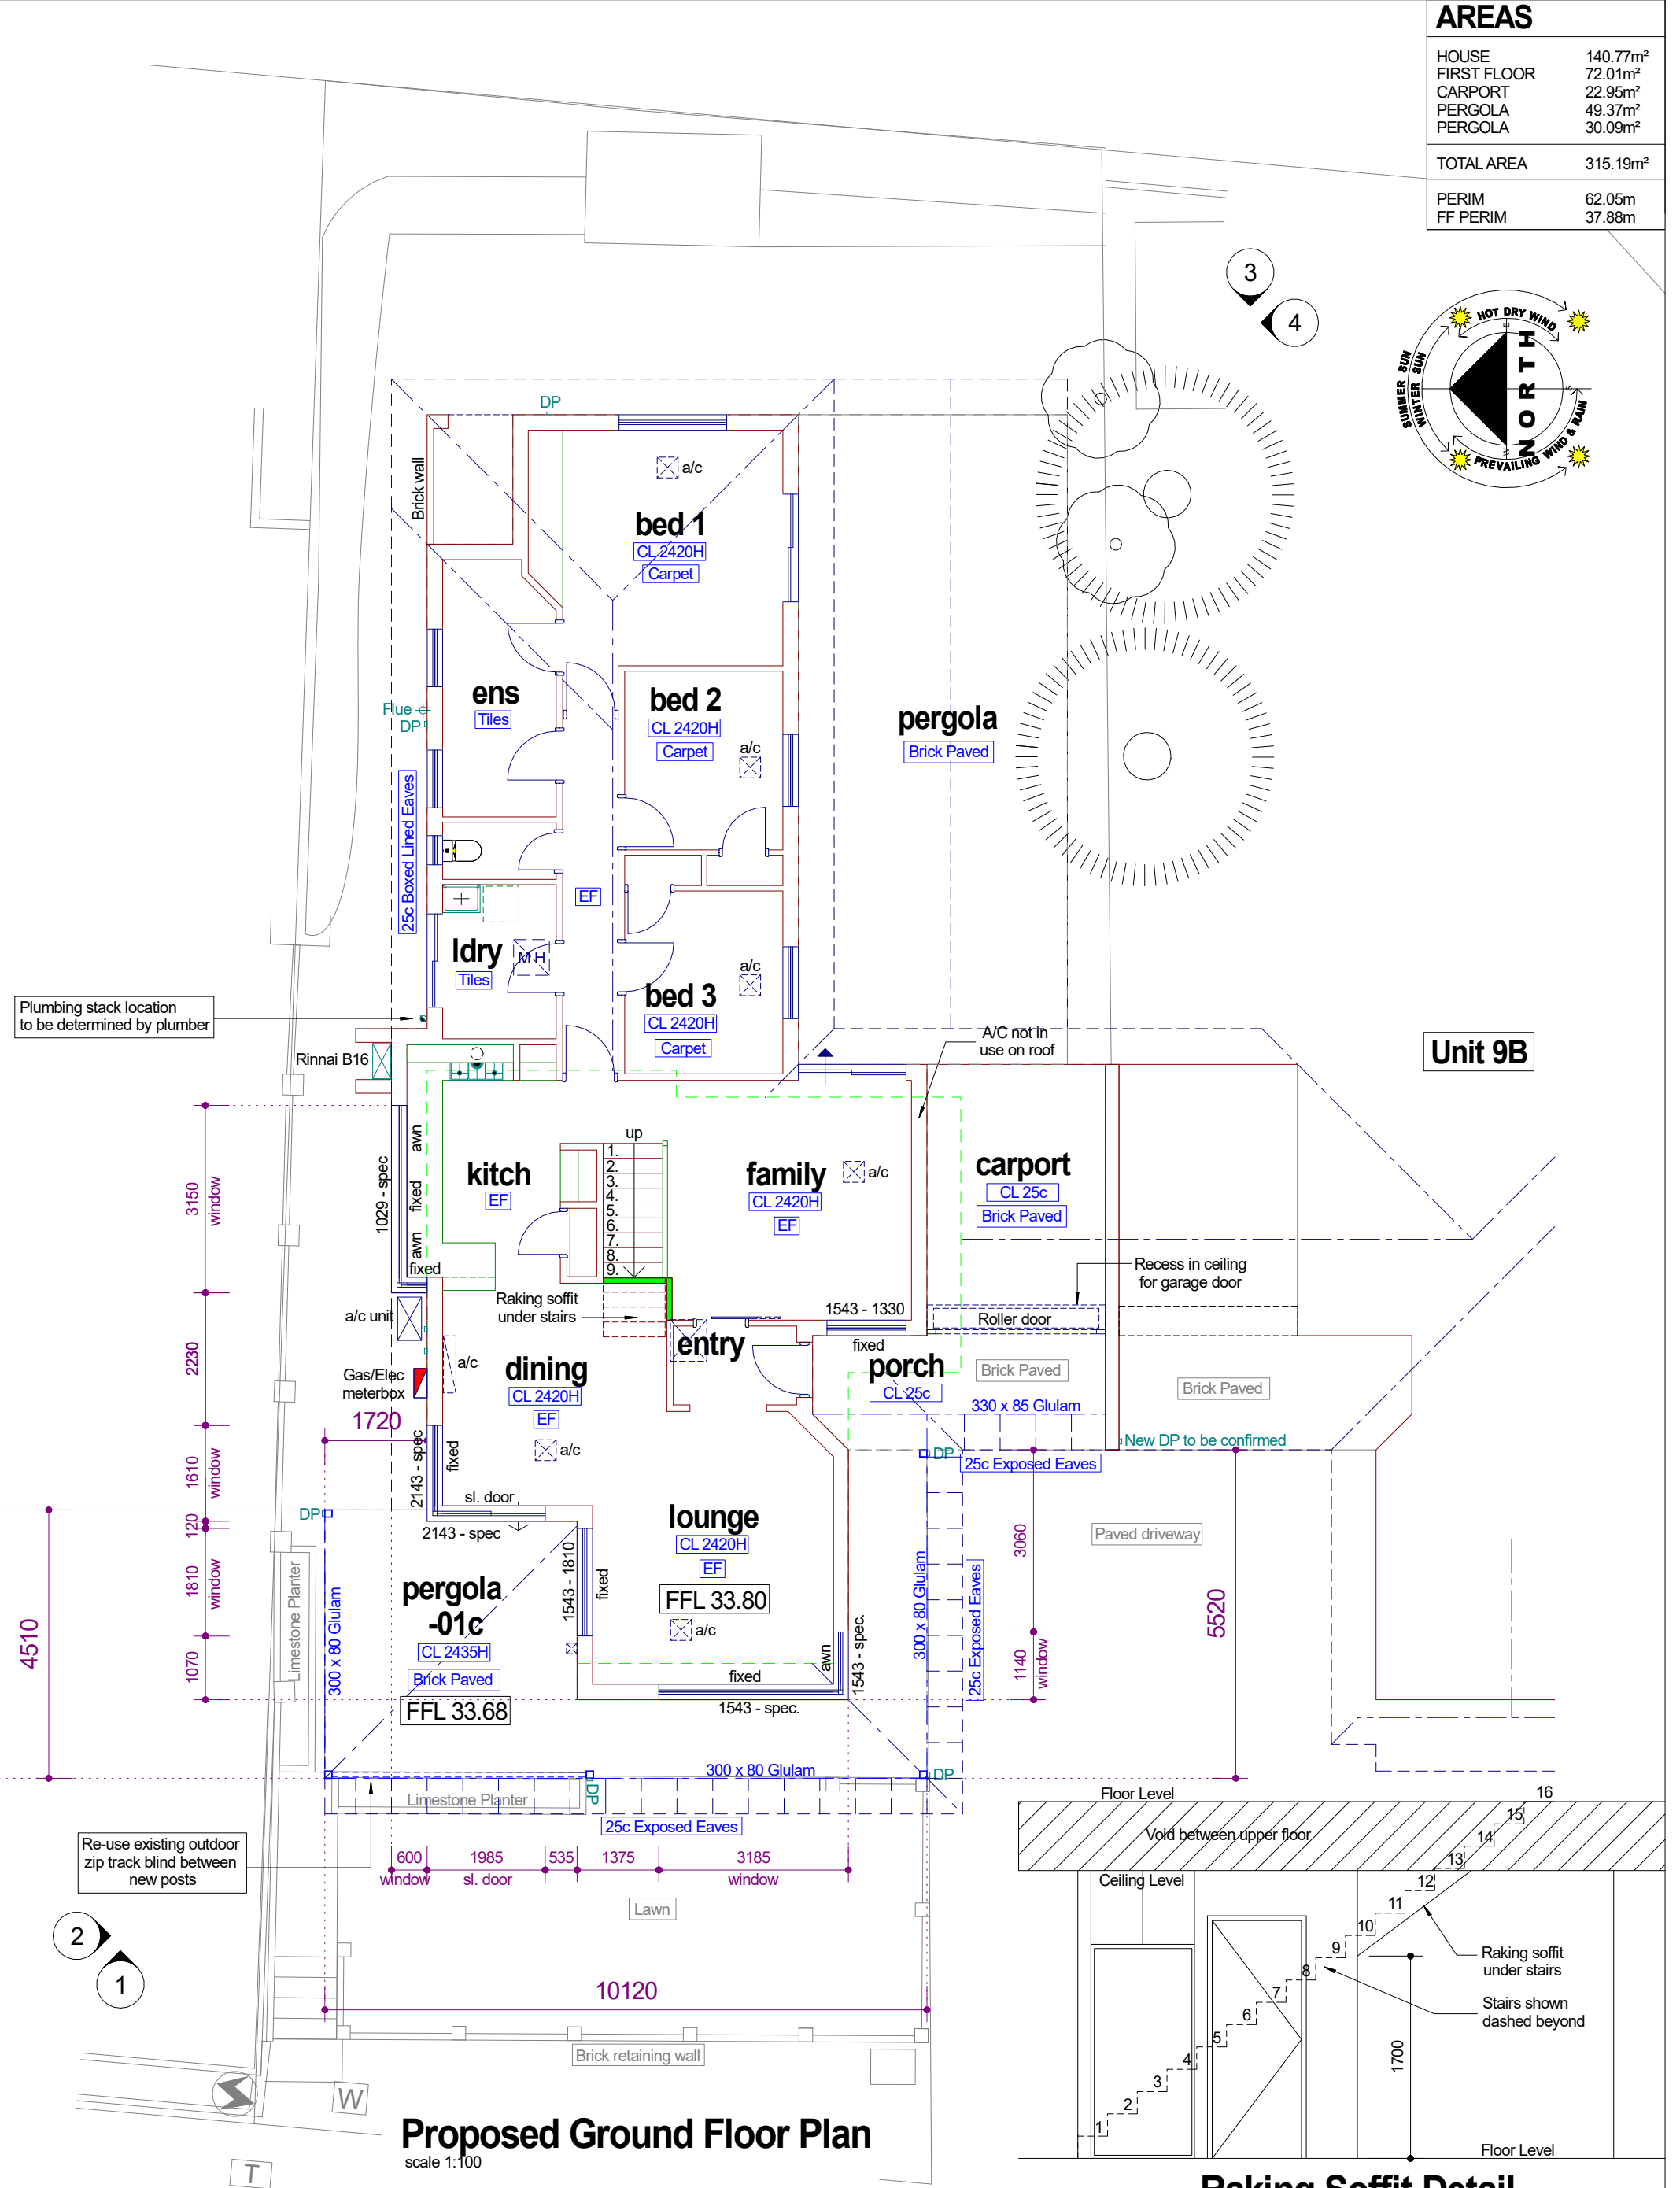 AREAS
HOUSE 140.77m²
FIRST FLOOR 72.01m²
CARPORT 22.95m²
PERGOLA 49.37m²
PERGOLA 30.09m²
TOTAL AREA 315.19m²
PERIM 62.05m
FF PERIM 37.88m
3
4
HOT DRY WIND
SUMMER SUN
WINTER SUN
NORTH
E
S
W
PREVAILING WIND & RAIN
DP
Brick wall
a/c
bed 1
CL 2420H
Carpet
ens
Tiles
Flue
DP
bed 2
CL 2420H
Carpet
a/c
pergola
Brick Paved
25c Boxed Lined Eaves
EF
ldry
Tiles
MH
a/c
bed 3
CL 2420H
Carpet
Plumbing stack location
to be determined by plumber
Rinnai B16
A/C not in
use on roof
Unit 9B
3150
window
1029 - spec
awn
fixed
awn
fixed
kitch
EF
up
1.
2.
3.
4.
5.
6.
7.
8.
9.
family
CL 2420H
EF
a/c
carport
CL 25c
Brick Paved
Recess in ceiling
for garage door
Raking soffit
under stairs
a/c unit
1543 - 1330
fixed
Roller door
2230
Gas/Elec
meterbox
a/c
dining
CL 2420H
EF
a/c
entry
porch
CL 25c
Brick Paved
Brick Paved
330 x 85 Glulam
1720
New DP to be confirmed
DP
25c Exposed Eaves
1610
window
2143 - spec
fixed
sl. door
2143 - spec
DP
120
1810
window
1070
4510
Limestone Planter
300 x 80 Glulam
pergola
-01c
CL 2435H
Brick Paved
FFL 33.68
1543 - 1810
fixed
lounge
CL 2420H
EF
FFL 33.80
a/c
fixed
awn
1543 - spec.
1543 - spec.
300 x 80 Glulam
25c Exposed Eaves
3060
1140
window
Paved driveway
5520
300 x 80 Glulam
DP
DP
Limestone Planter
25c Exposed Eaves
Re-use existing outdoor
zip track blind between
new posts
600
window
1985
sl. door
535
1375
3185
window
Lawn
2
1
10120
Brick retaining wall
S
W
T
Proposed Ground Floor Plan
scale 1:100
Floor Level
16
15
14
13
12
11
10
9
8
7
6
5
4
3
2
1
Void between upper floor
Ceiling Level
Raking soffit
under stairs
Stairs shown
dashed beyond
1700
Floor Level
Raking Soffit Detail